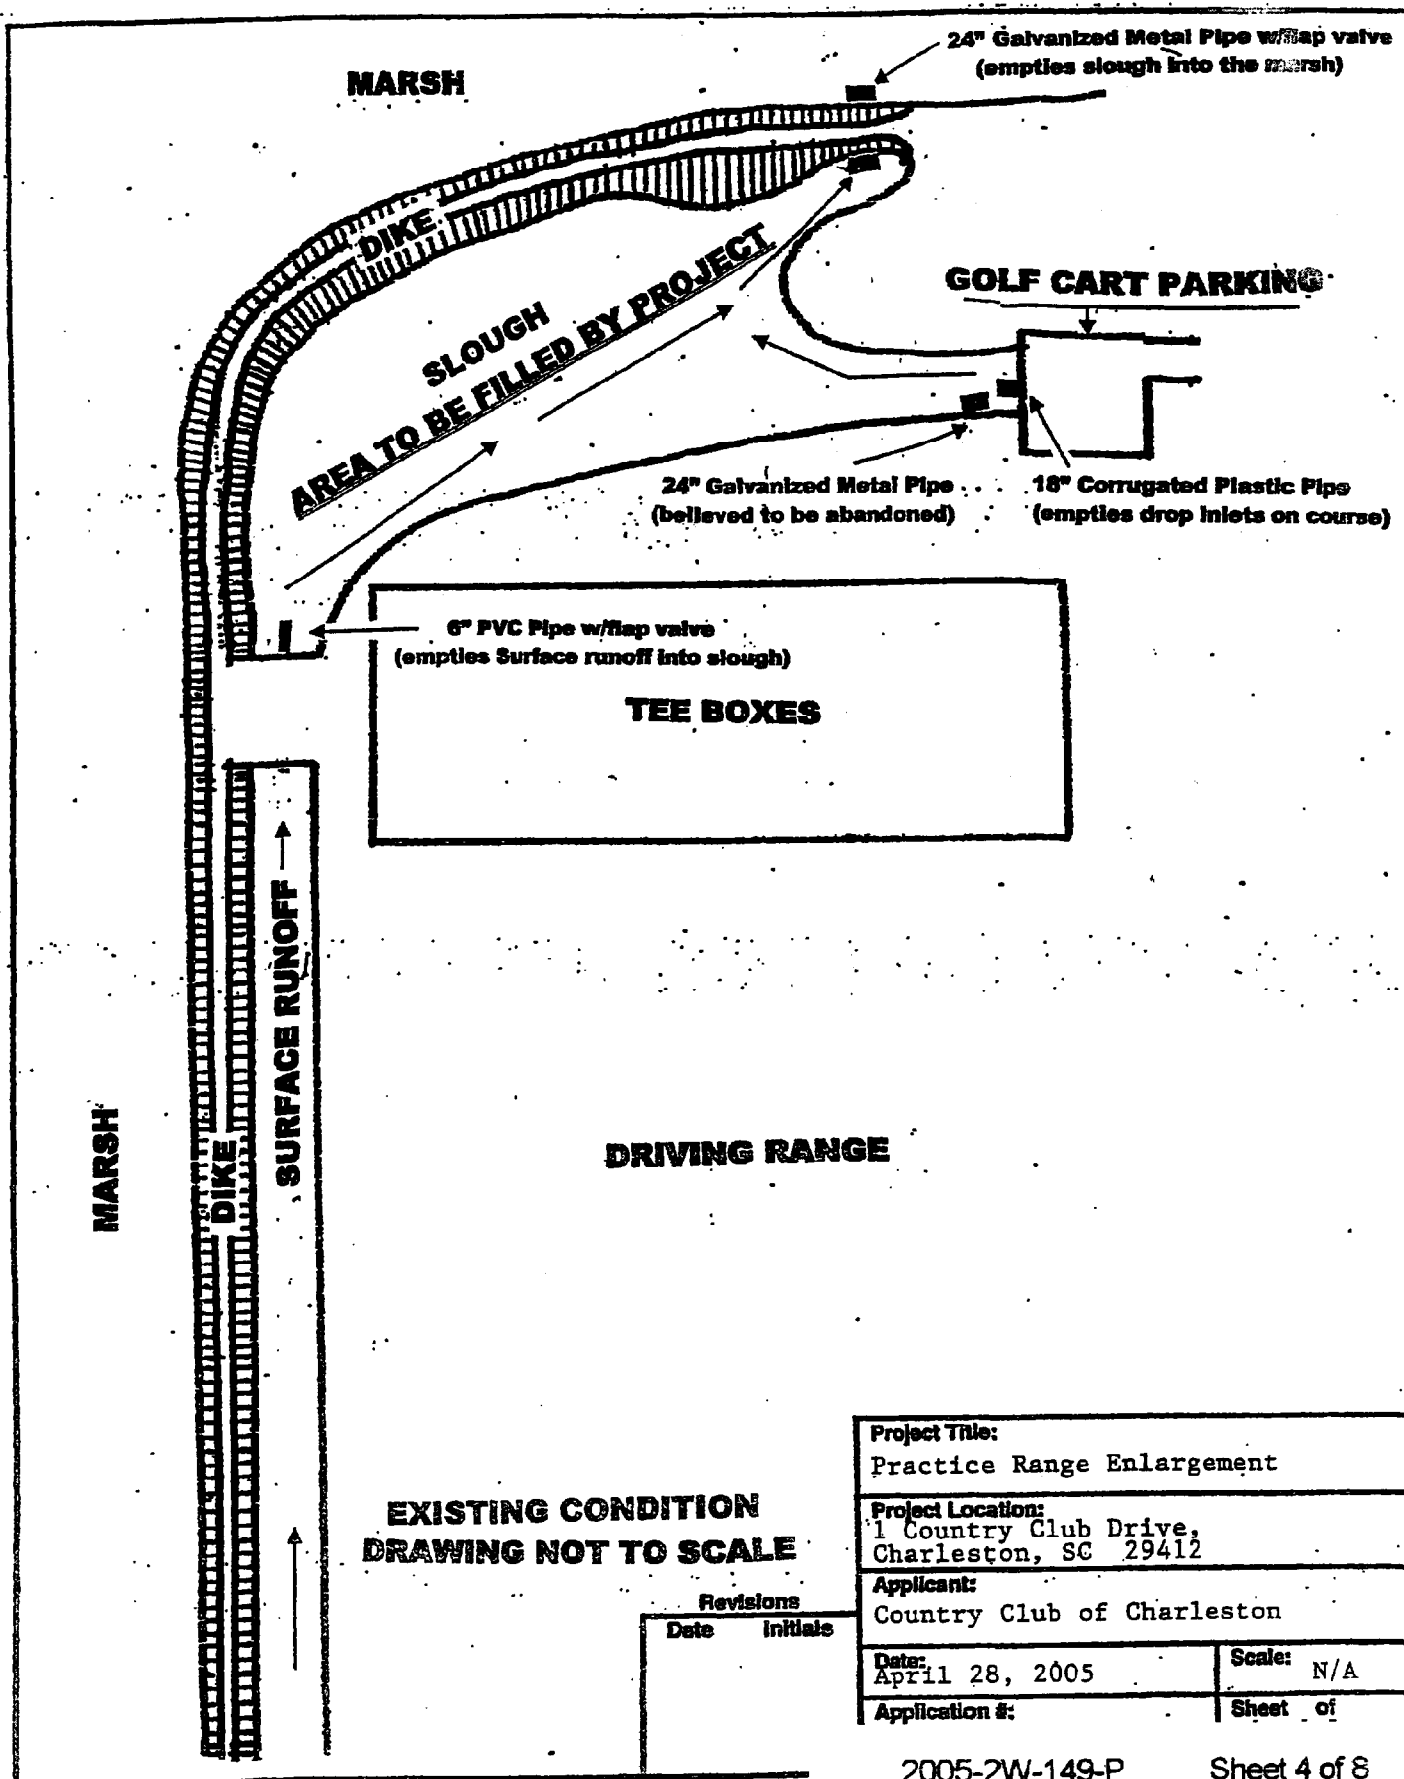 24" Galvanized Metal Pipe w/flap valve
(empties slough into the marsh)
MARSH
DIKE
SLOUGH
AREA TO BE FILLED BY PROJECT
GOLF CART PARKING
24" Galvanized Metal Pipe
(believed to be abandoned)
18" Corrugated Plastic Pipe
(empties drop inlets on course)
6" PVC Pipe w/flap valve
(empties Surface runoff into slough)
TEE BOXES
SURFACE RUNOFF
MARSH
DIKE
DRIVING RANGE
EXISTING CONDITION
DRAWING NOT TO SCALE
Revisions
Date Initials
Project Title:
Practice Range Enlargement
Project Location:
1 Country Club Drive,
Charleston, SC 29412
Applicant:
Country Club of Charleston
Date:
April 28, 2005
Scale: N/A
Application #:
Sheet of
2005-2W-149-P Sheet 4 of 8